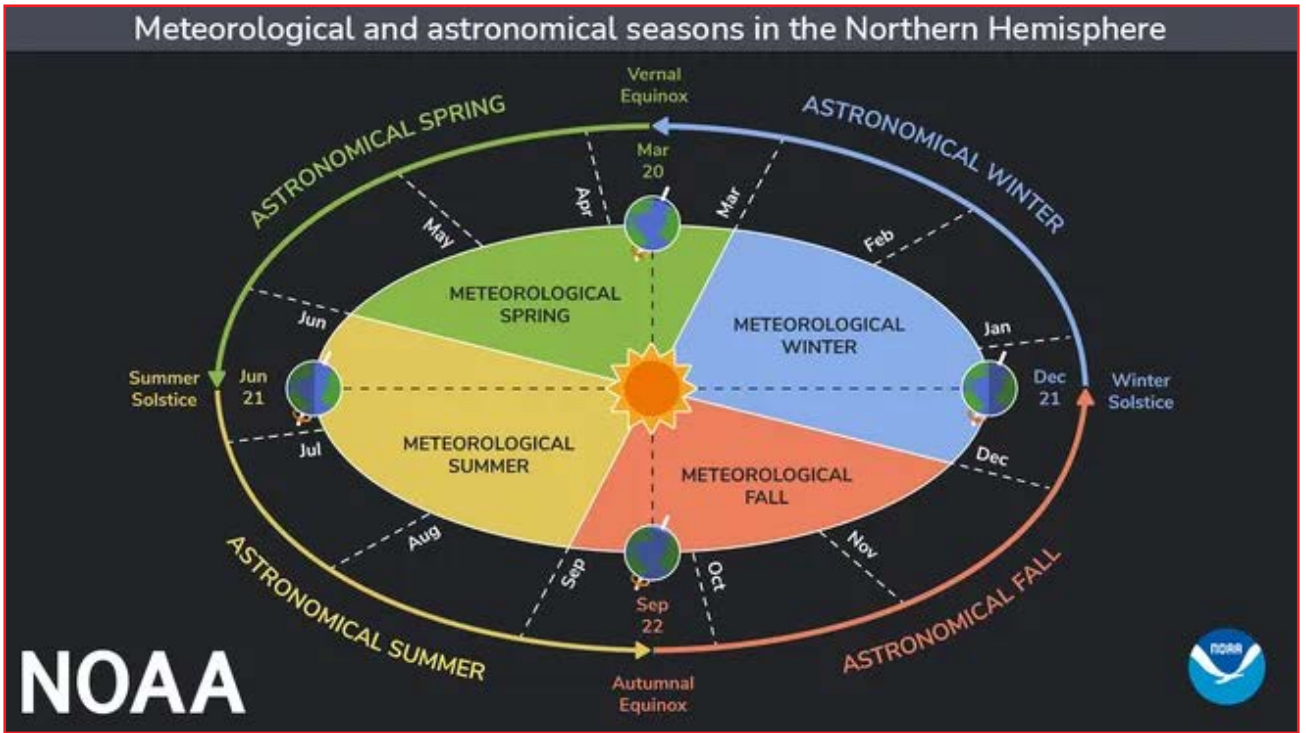 Meteorological and astronomical seasons in the Northern Hemisphere
Vernal
Equinox
ASTRONOMICAL SPRING
ASTRONOMICAL WINTER
Mar
20
Apr
Mar
May
Feb
METEOROLOGICAL
SPRING
METEOROLOGICAL
WINTER
Jun
Jan
Summer
Solstice
Jun
21
Dec
21
Winter
Solstice
Jul
METEOROLOGICAL
SUMMER
METEOROLOGICAL
FALL
Dec
Aug
Nov
Sep
Oct
Sep
22
ASTRONOMICAL SUMMER
ASTRONOMICAL FALL
Autumnal
Equinox
NOAA
NOAA